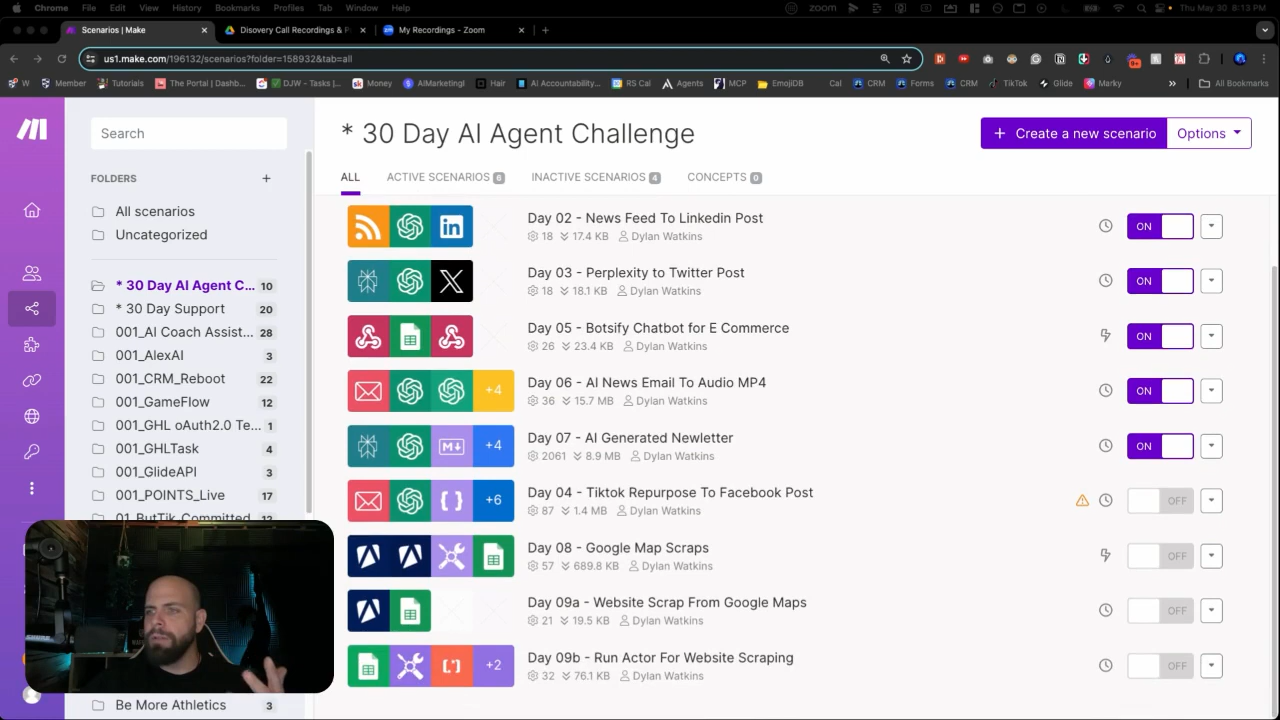 Chrome File Edit View History Bookmarks Profiles Tab Window Help zoom Thu May 30 8:13 PM
Scenarios | Make Disovery Call Recordings & P My Recordings - Zoom
us1.make.com/196132/scenarios?folder=158932&tab=all
W Member Tutorials The Portal | Dashb... DJW - Tasks |... Money AIMarketingl Hair AI Accountability... RS Cal Agents MCP EmojiDB Cal CRM Forms CRM TikTok Glide Marky All Bookmarks
Search
* 30 Day AI Agent Challenge
+ Create a new scenario
Options
FOLDERS +
ALL ACTIVE SCENARIOS 6 INACTIVE SCENARIOS 4 CONCEPTS 0
All scenarios
Uncategorized
* 30 Day AI Agent C... 10
* 30 Day Support 20
001_AI Coach Assist... 28
001_AlexAI 3
001_CRM_Reboot 22
001_GameFlow 12
001_GHL oAuth2.0 Te... 1
001_GHLTask 4
001_GlideAPI 3
001_POINTS_Live 17
01_ButTik_Committed 12
Be More Athletics 3
Day 02 - News Feed To Linkedin Post
18 17.4 KB Dylan Watkins
ON
Day 03 - Perplexity to Twitter Post
18 18.1 KB Dylan Watkins
ON
Day 05 - Botsify Chatbot for E Commerce
26 23.4 KB Dylan Watkins
ON
+4
Day 06 - AI News Email To Audio MP4
36 15.7 MB Dylan Watkins
ON
+4
Day 07 - AI Generated Newletter
2061 8.9 MB Dylan Watkins
ON
+6
Day 04 - Tiktok Repurpose To Facebook Post
87 1.4 MB Dylan Watkins
OFF
Day 08 - Google Map Scraps
57 689.8 KB Dylan Watkins
OFF
Day 09a - Website Scrap From Google Maps
21 19.5 KB Dylan Watkins
OFF
+2
Day 09b - Run Actor For Website Scraping
32 76.1 KB Dylan Watkins
OFF